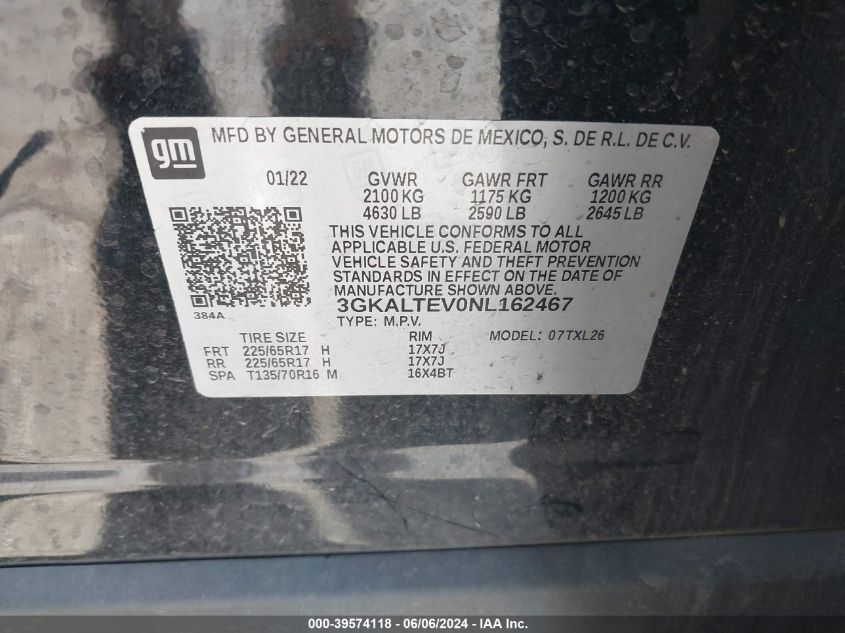 gm
MFD BY GENERAL MOTORS DE MEXICO, S. DE R.L. DE C.V.
01/22 GVWR GAWR FRT GAWR RR
2100 KG 1175 KG 1200 KG
4630 LB 2590 LB 2645 LB
THIS VEHICLE CONFORMS TO ALL
APPLICABLE U.S. FEDERAL MOTOR
VEHICLE SAFETY AND THEFT PREVENTION
STANDARDS IN EFFECT ON THE DATE OF
MANUFACTURE SHOWN ABOVE.
3GKALTEV0NL162467
384A
TYPE: M.P.V.
TIRE SIZE RIM MODEL: 07TXL26
FRT 225/65R17 H 17X7J
RR 225/65R17 H 17X7J
SPA T135/70R16 M 16X4BT
000-39574118 - 06/06/2024 - IAA Inc.